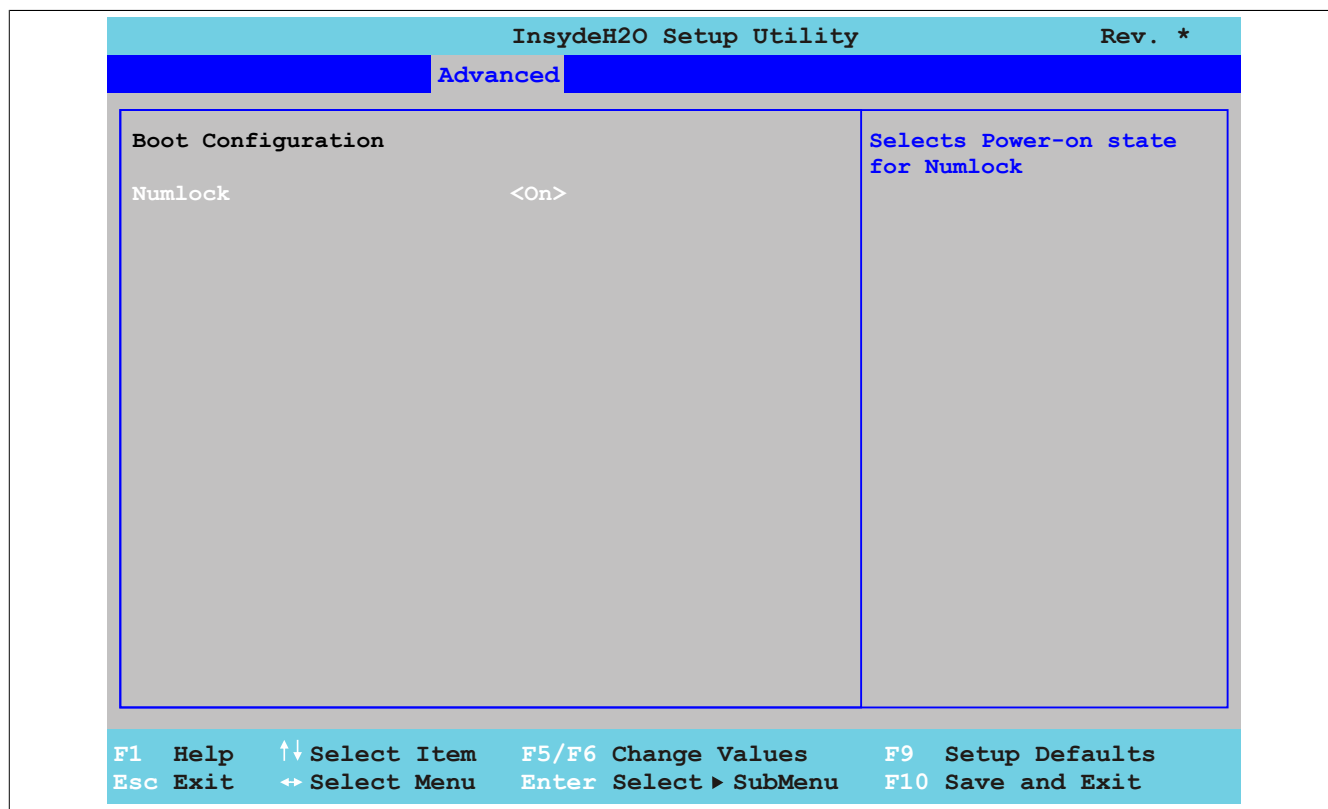 InsydeH2O Setup Utility Rev. *
Advanced
Boot Configuration
Numlock <On>
Selects Power-on state
for Numlock
F1 Help ↑↓ Select Item F5/F6 Change Values F9 Setup Defaults
Esc Exit ↔ Select Menu Enter Select ▶ SubMenu F10 Save and Exit